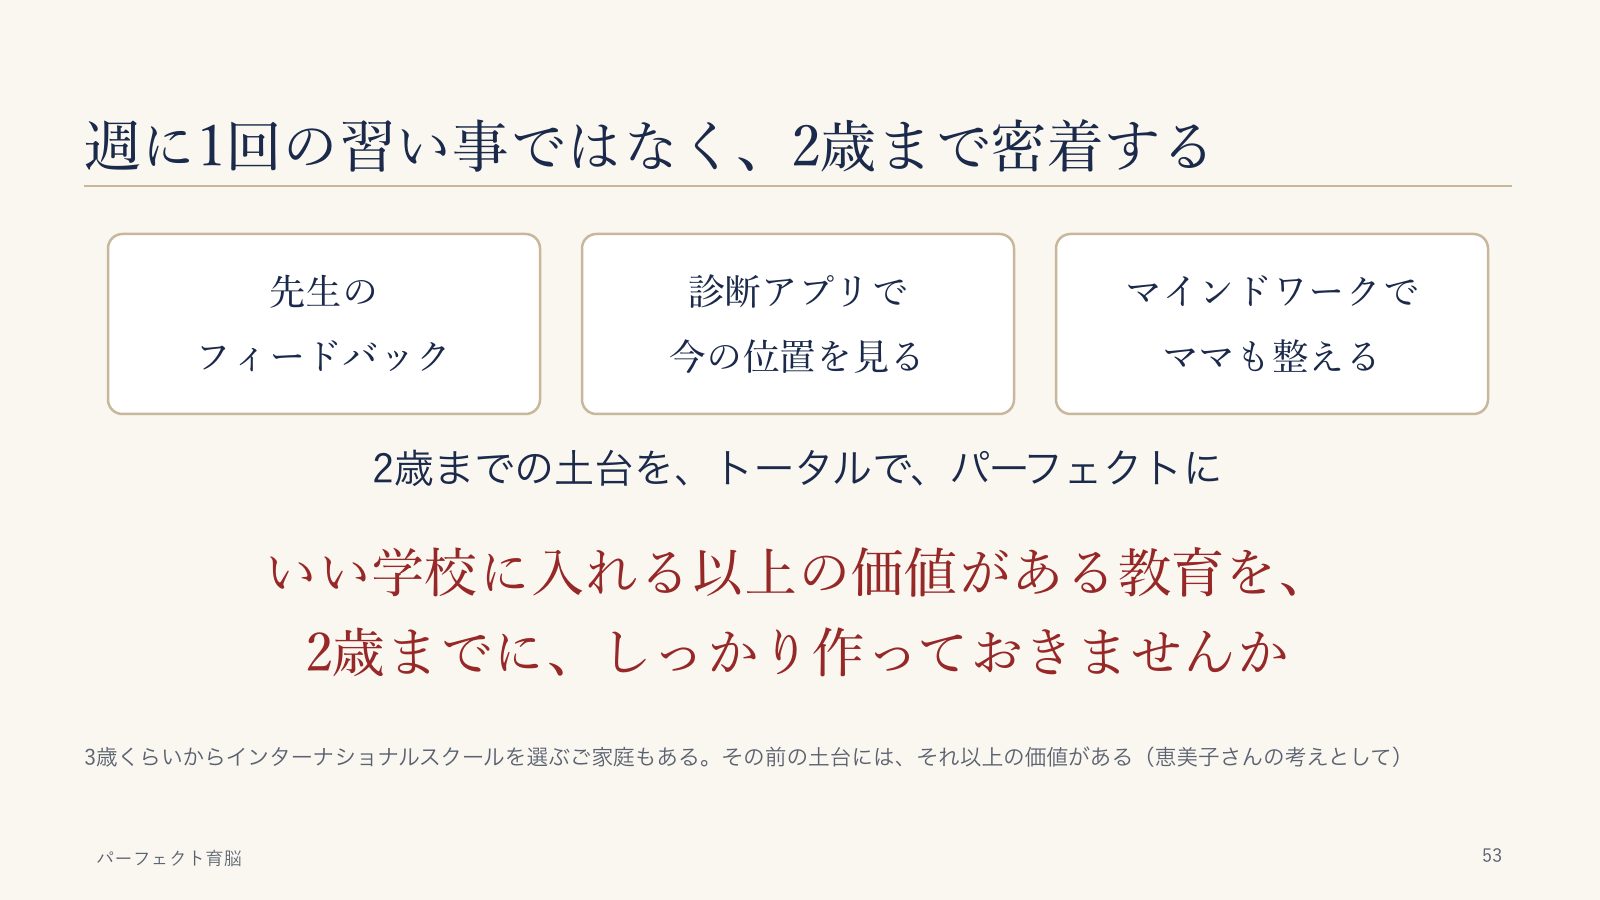 週に1回の習い事ではなく、2歳まで密着する
先生の
フィードバック
診断アプリで
今の位置を見る
マインドワークで
ママも整える
2歳までの土台を、トータルで、パーフェクトに
いい学校に入れる以上の価値がある教育を、
2歳までに、しっかり作っておきませんか
3歳くらいからインターナショナルスクールを選ぶご家庭もある。その前の土台には、それ以上の価値がある（恵美子さんの考えとして）
パーフェクト育脳
53